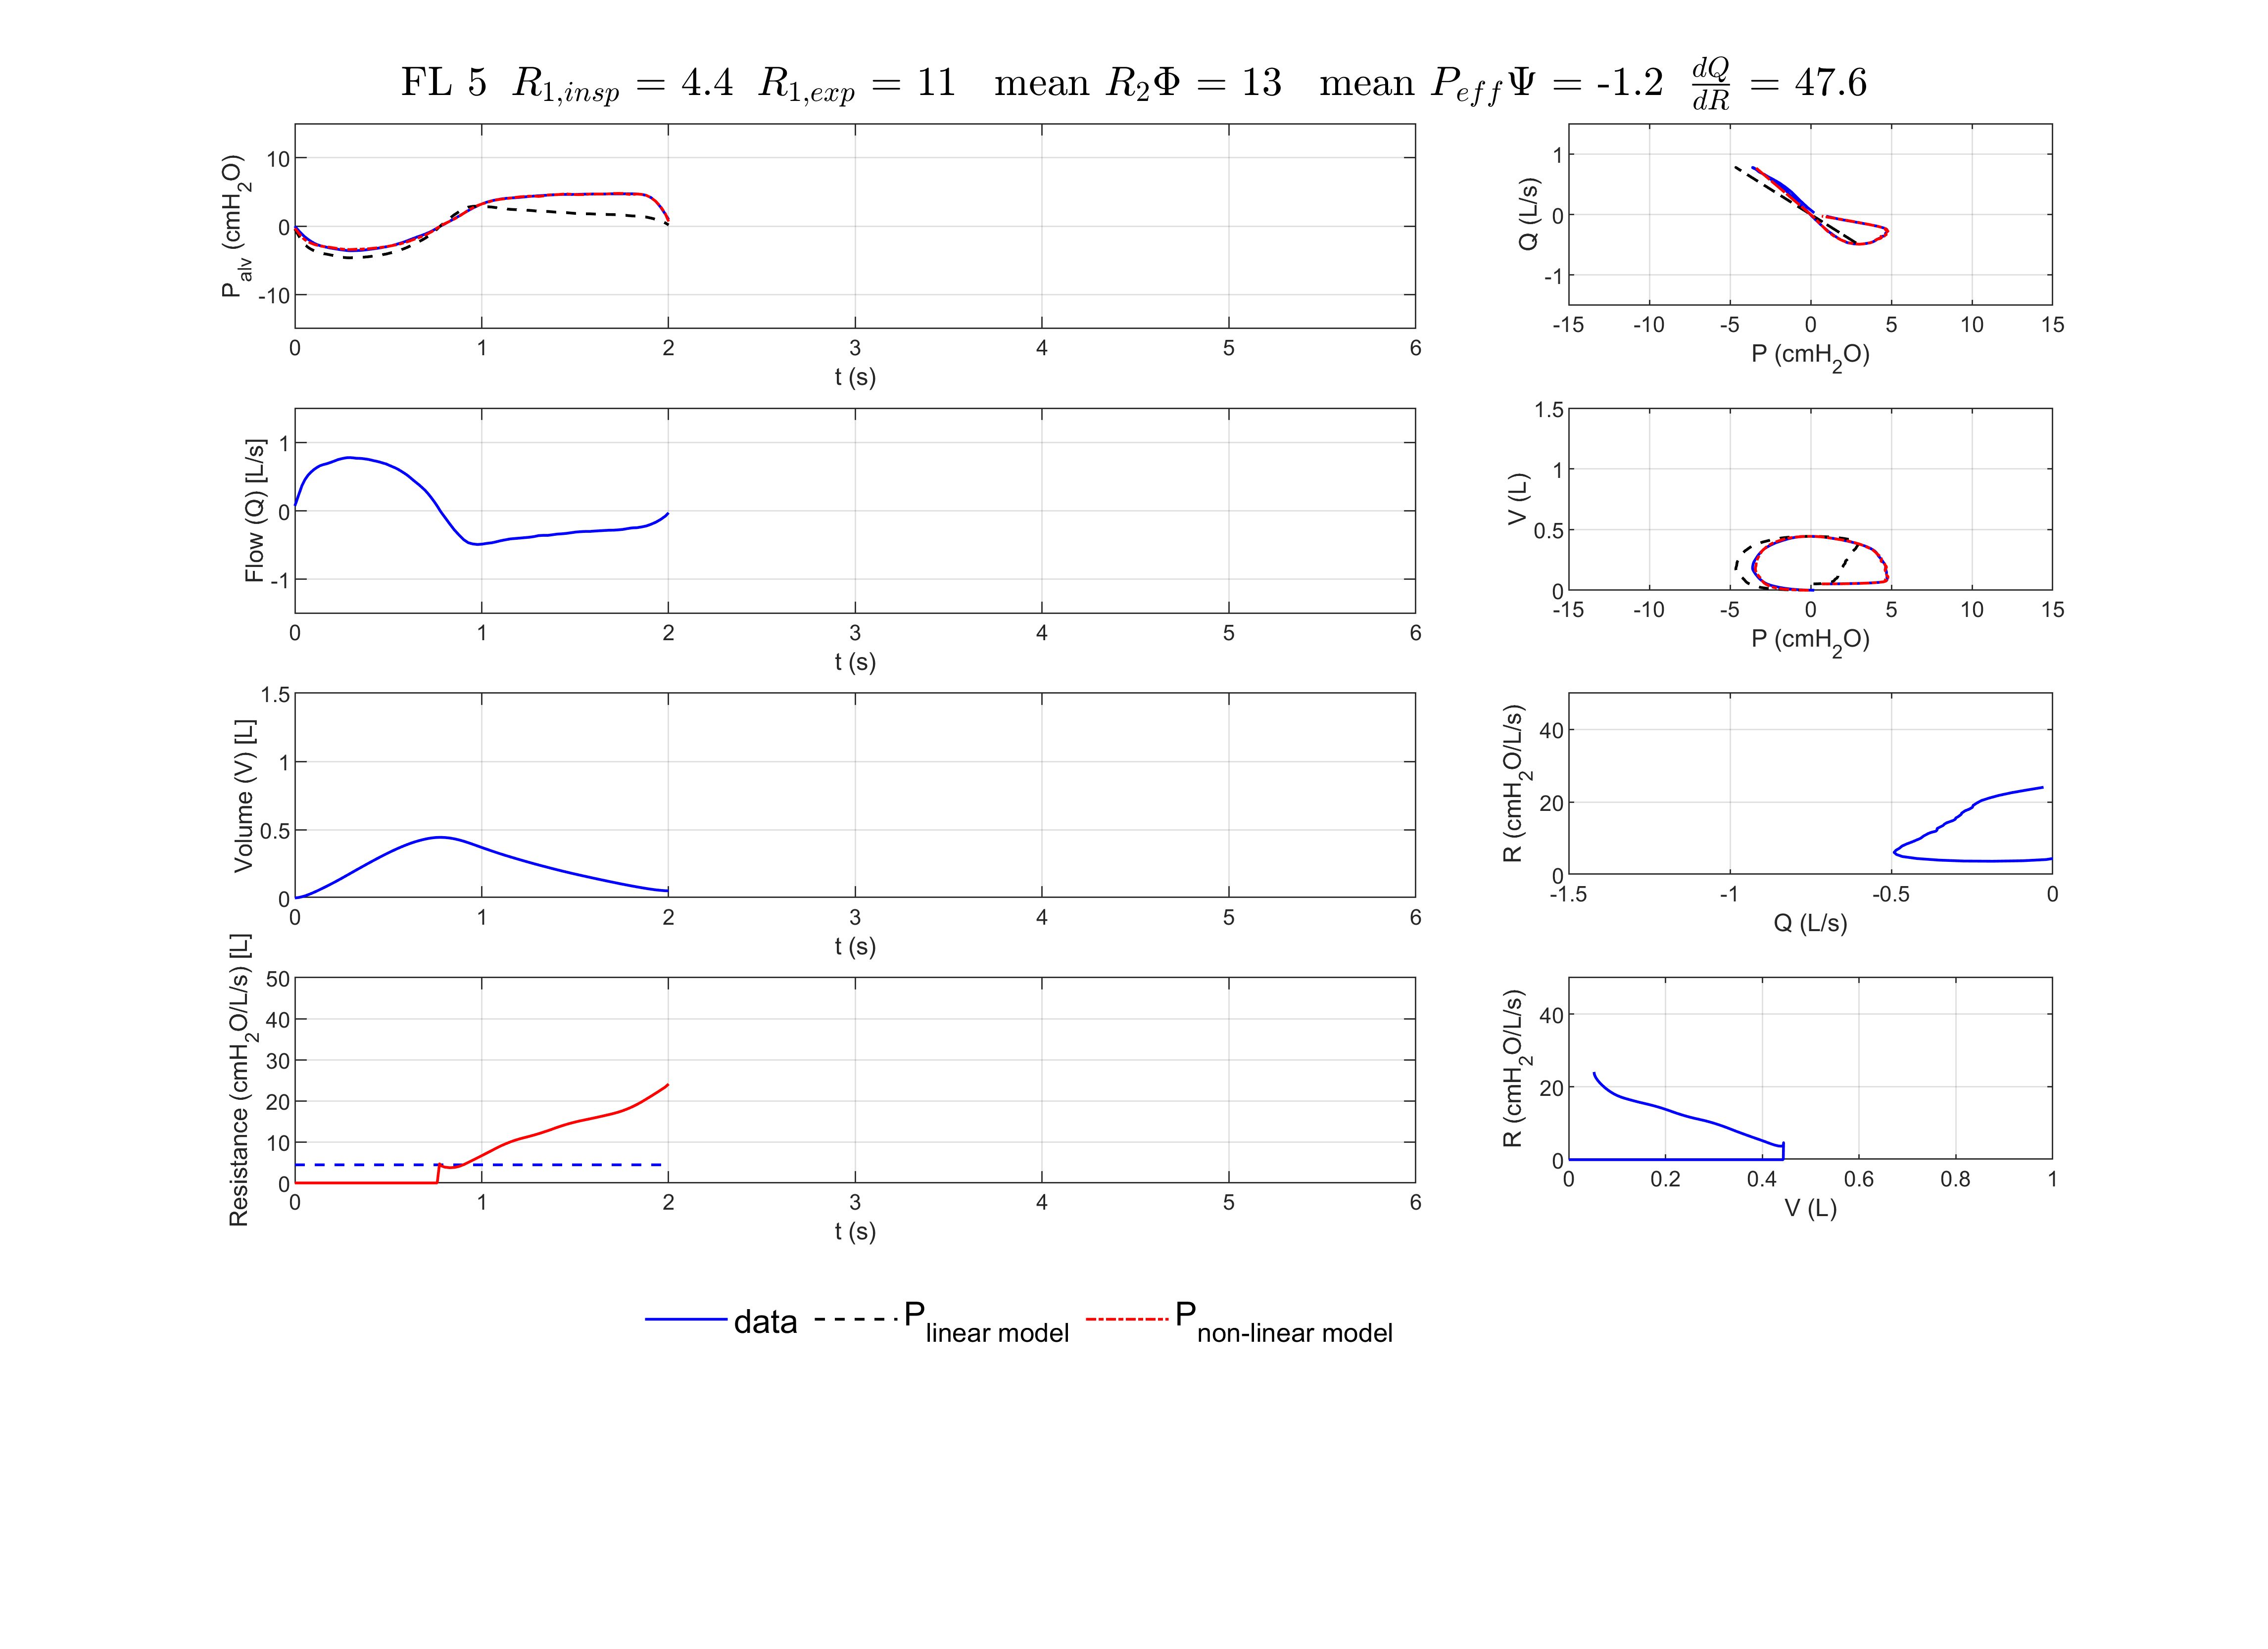 FL 5 R1,insp = 4.4 R1,exp = 11 mean R2Φ = 13 mean PeffΨ = -1.2 dQ/dR = 47.6
Palv (cmH2O)
10
0
-10
0 1 2 3 4 5 6
t (s)
Q (L/s)
1
0
-1
-15 -10 -5 0 5 10 15
P (cmH2O)
Flow (Q) [L/s]
1
0
-1
0 1 2 3 4 5 6
t (s)
V (L)
1.5
1
0.5
0
-15 -10 -5 0 5 10 15
P (cmH2O)
Volume (V) [L]
1.5
1
0.5
0
0 1 2 3 4 5 6
t (s)
R (cmH2O/L/s)
40
20
0
-1.5 -1 -0.5 0
Q (L/s)
Resistance (cmH2O/L/s) [L]
50
40
30
20
10
0
0 1 2 3 4 5 6
t (s)
R (cmH2O/L/s)
40
20
0
0 0.2 0.4 0.6 0.8 1
V (L)
data Plinear model Pnon-linear model